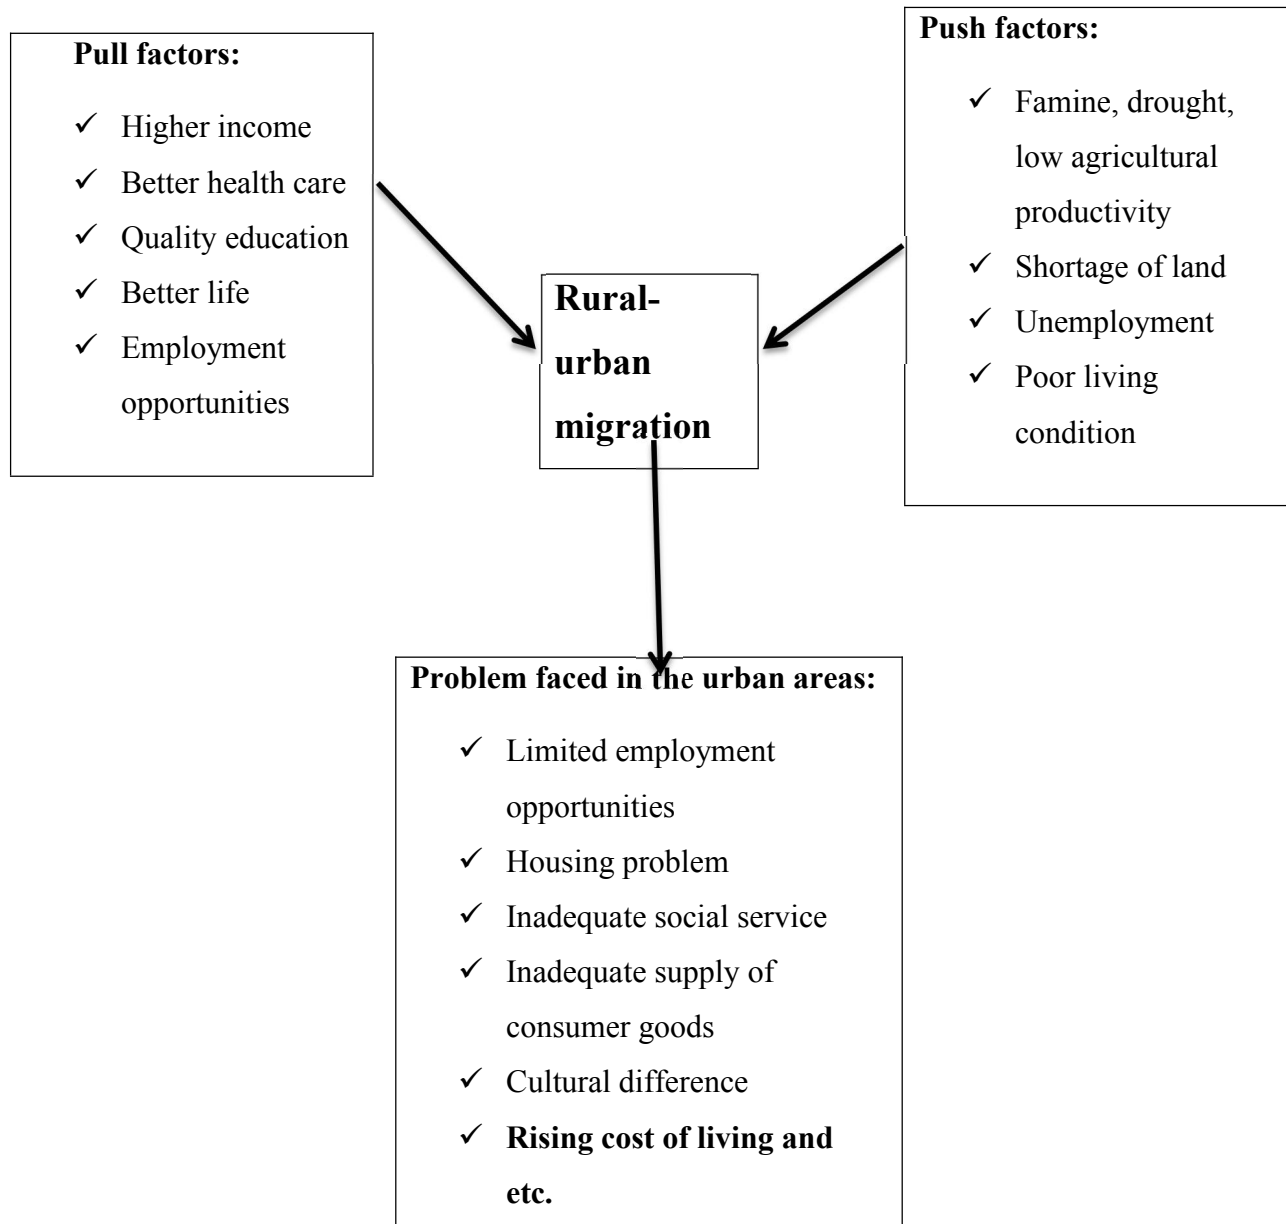 Pull factors:
✓ Higher income
✓ Better health care
✓ Quality education
✓ Better life
✓ Employment
opportunities
Push factors:
✓ Famine, drought,
low agricultural
productivity
✓ Shortage of land
✓ Unemployment
✓ Poor living
condition
Rural-
urban
migration
Problem faced in the urban areas:
✓ Limited employment
opportunities
✓ Housing problem
✓ Inadequate social service
✓ Inadequate supply of
consumer goods
✓ Cultural difference
✓ Rising cost of living and
etc.